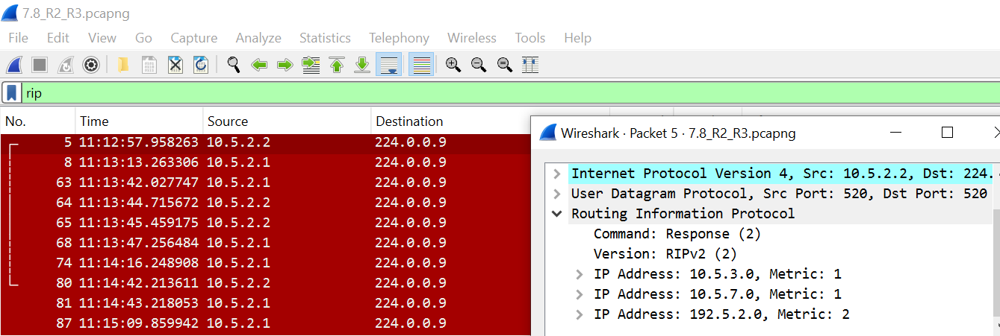 7.8_R2_R3.pcapng
File Edit View Go Capture Analyze Statistics Telephony Wireless Tools Help
rip
No. Time Source Destination
5 11:12:57.958263 10.5.2.2 224.0.0.9
8 11:13:13.263306 10.5.2.1 224.0.0.9
63 11:13:42.027747 10.5.2.1 224.0.0.9
64 11:13:44.715672 10.5.2.2 224.0.0.9
65 11:13:45.459175 10.5.2.2 224.0.0.9
68 11:13:47.256484 10.5.2.1 224.0.0.9
74 11:14:16.248908 10.5.2.1 224.0.0.9
80 11:14:42.213611 10.5.2.2 224.0.0.9
81 11:14:43.218053 10.5.2.1 224.0.0.9
87 11:15:09.859942 10.5.2.1 224.0.0.9
Wireshark · Packet 5 · 7.8_R2_R3.pcapng
Internet Protocol Version 4, Src: 10.5.2.2, Dst: 224.
User Datagram Protocol, Src Port: 520, Dst Port: 520
Routing Information Protocol
Command: Response (2)
Version: RIPv2 (2)
IP Address: 10.5.3.0, Metric: 1
IP Address: 10.5.7.0, Metric: 1
IP Address: 192.5.2.0, Metric: 2